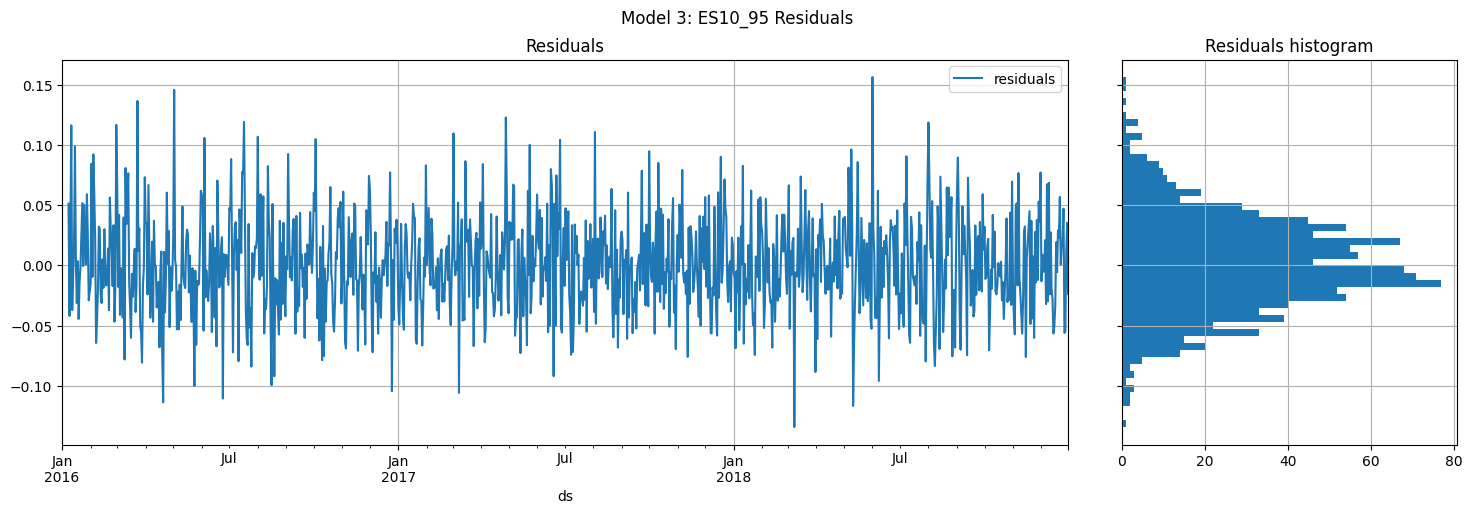 Model 3: ES10_95 Residuals
Residuals
Residuals histogram
residuals
0.15
0.10
0.05
0.00
−0.05
−0.10
Jan
2016
Jul
Jan
2017
Jul
Jan
2018
Jul
ds
0
20
40
60
80